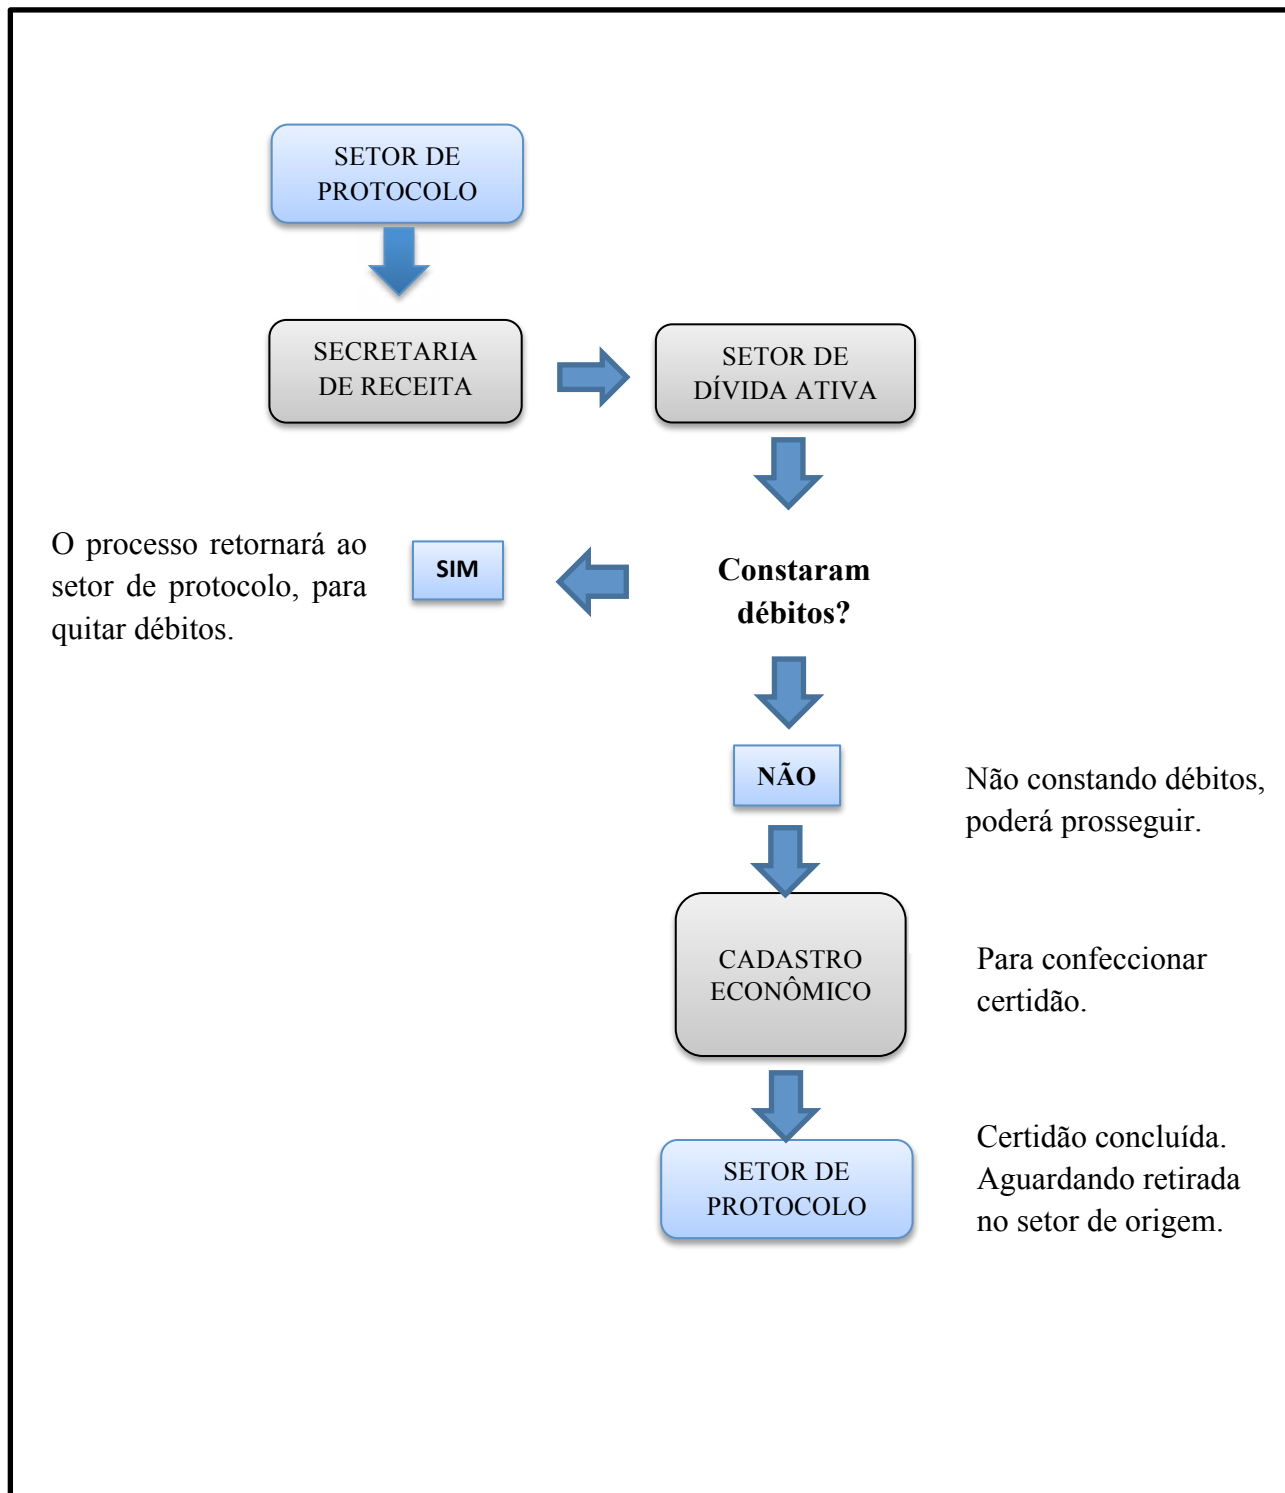 SETOR DE
PROTOCOLO
SECRETARIA
DE RECEITA
SETOR DE
DÍVIDA ATIVA
O processo retornará ao
setor de protocolo, para
quitar débitos.
SIM
Constaram
débitos?
NÃO
Não constando débitos,
poderá prosseguir.
CADASTRO
ECONÔMICO
Para confeccionar
certidão.
SETOR DE
PROTOCOLO
Certidão concluída.
Aguardando retirada
no setor de origem.